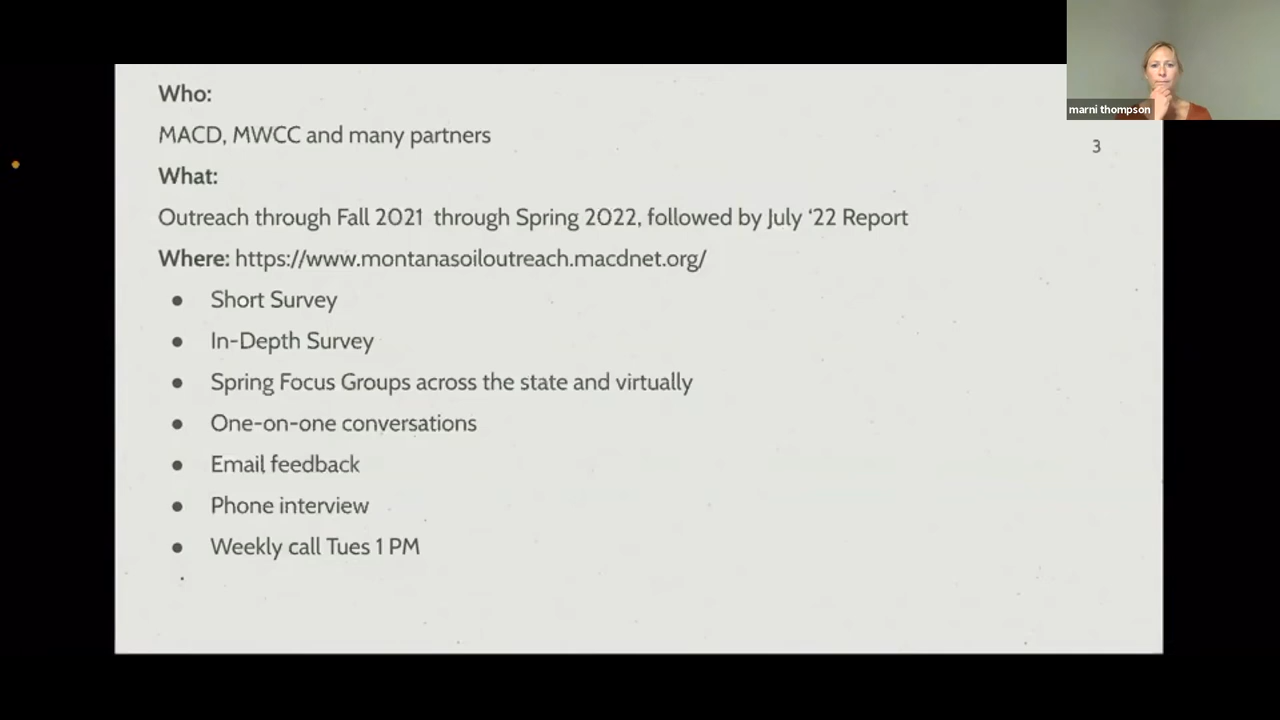 Who:
marni thompson
MACD, MWCC and many partners
3
What:
Outreach through Fall 2021 through Spring 2022, followed by July ‘22 Report
Where: https://www.montanasoiloutreach.macdnet.org/
● Short Survey
● In-Depth Survey
● Spring Focus Groups across the state and virtually
● One-on-one conversations
● Email feedback
● Phone interview
● Weekly call Tues 1 PM